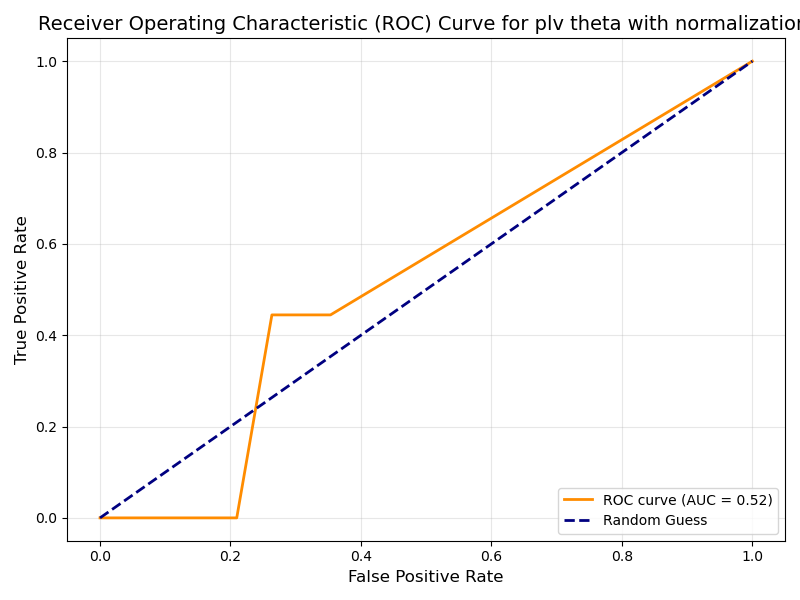 Receiver Operating Characteristic (ROC) Curve for plv theta with normalization
1.0
0.8
0.6
0.4
0.2
0.0
True Positive Rate
0.0 0.2 0.4 0.6 0.8 1.0
False Positive Rate
ROC curve (AUC = 0.52)
Random Guess